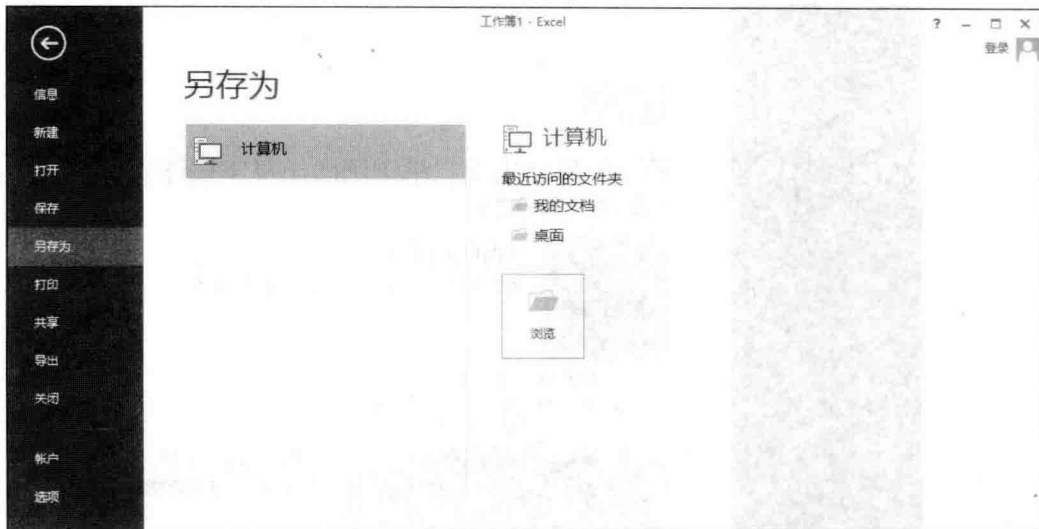 工作簿1 - Excel
? – □ ×
登录
信息
新建
打开
保存
另存为
打印
共享
导出
关闭
帐户
选项
另存为
计算机
计算机
最近访问的文件夹
我的文档
桌面
浏览